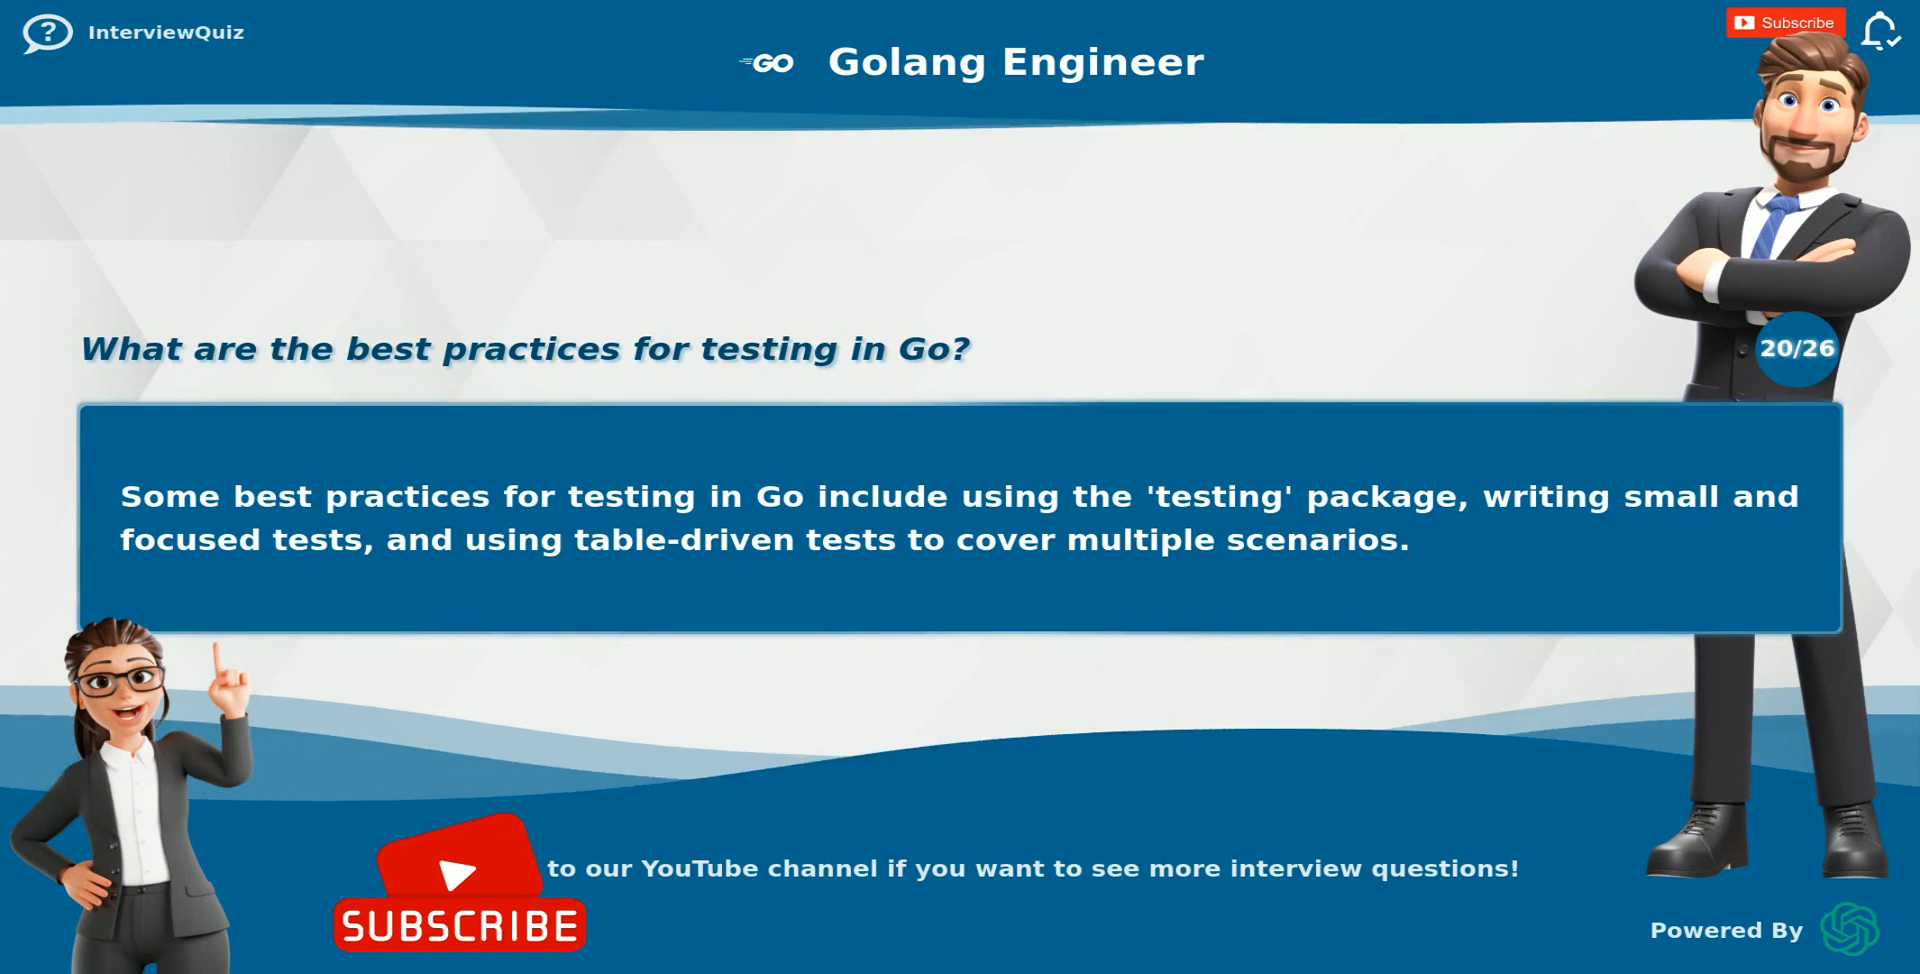 InterviewQuiz
Subscribe
GO Golang Engineer
What are the best practices for testing in Go?
20/26
Some best practices for testing in Go include using the 'testing' package, writing small and
focused tests, and using table-driven tests to cover multiple scenarios.
to our YouTube channel if you want to see more interview questions!
SUBSCRIBE
Powered By